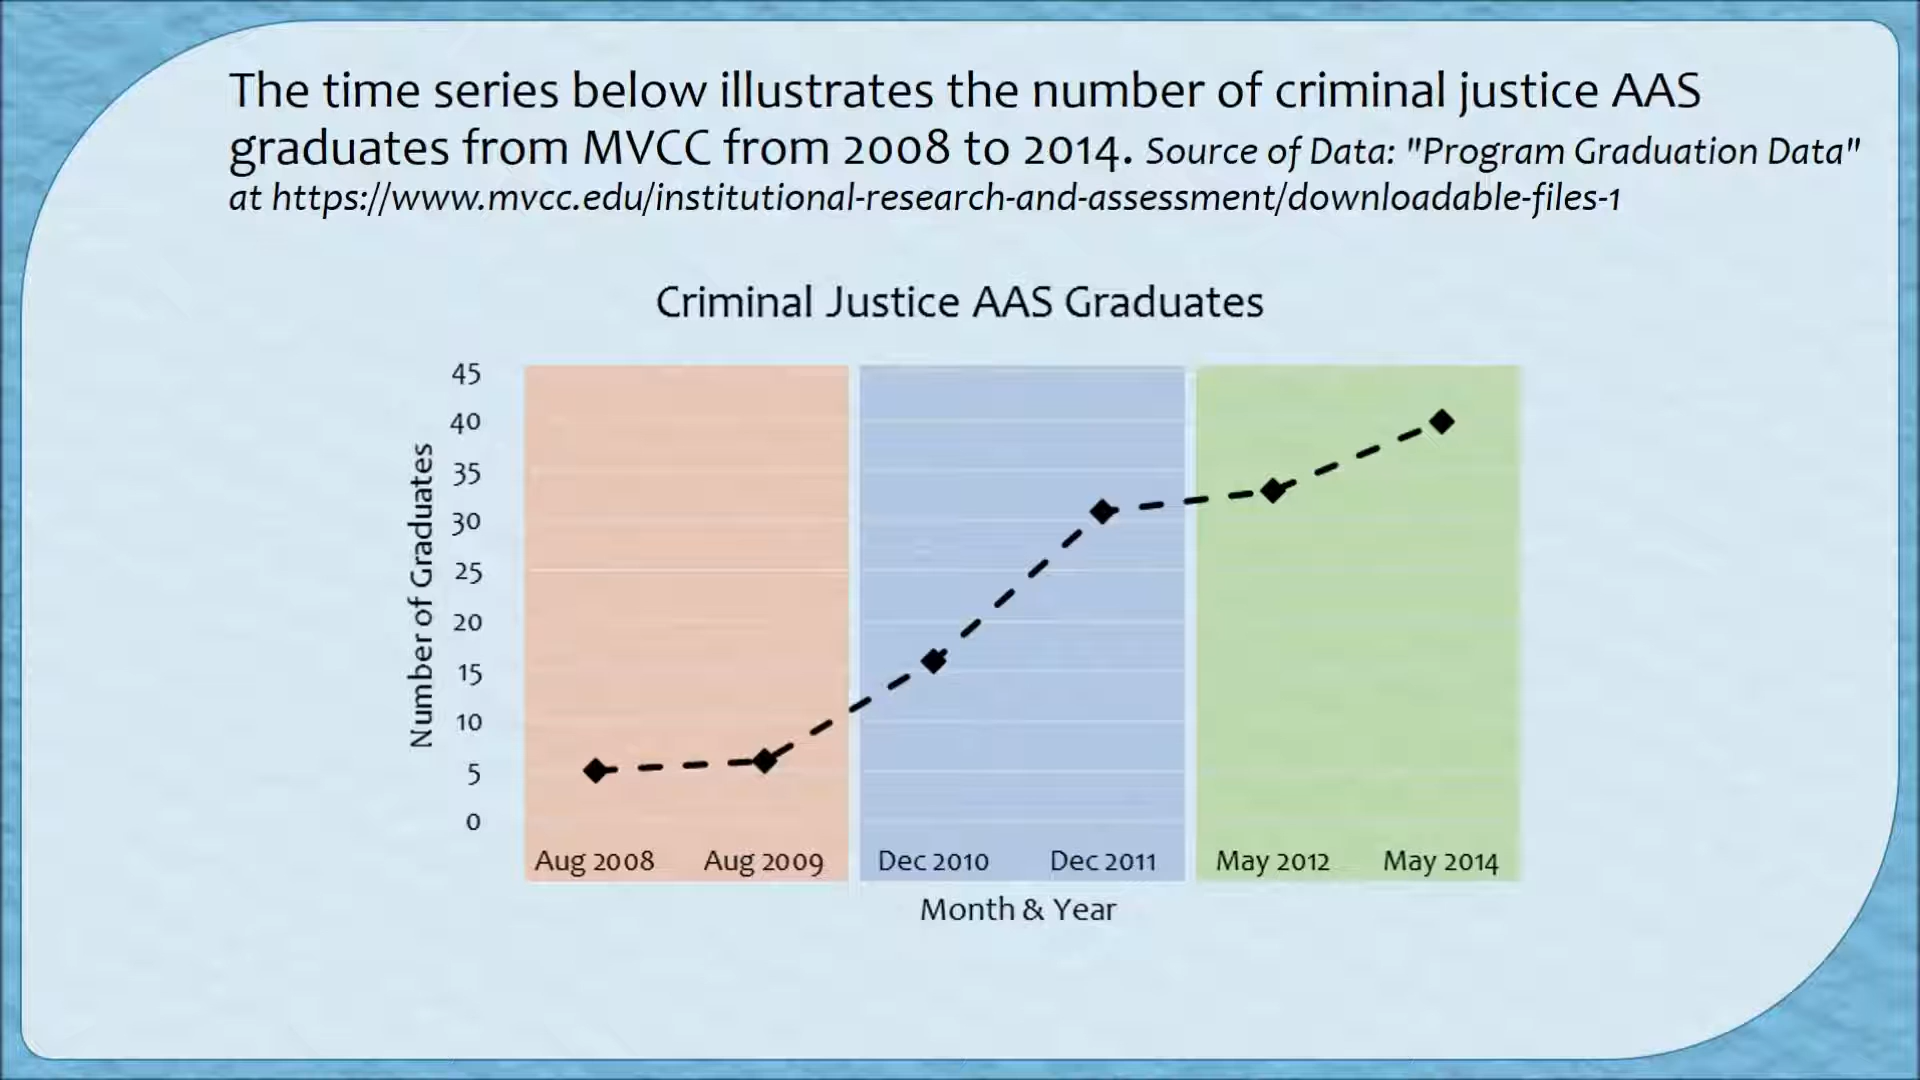 The time series below illustrates the number of criminal justice AAS
graduates from MVCC from 2008 to 2014. Source of Data: "Program Graduation Data"
at https://www.mvcc.edu/institutional-research-and-assessment/downloadable-files-1
Criminal Justice AAS Graduates
Number of Graduates
45
40
35
30
25
20
15
10
5
0
Aug 2008 Aug 2009 Dec 2010 Dec 2011 May 2012 May 2014
Month & Year